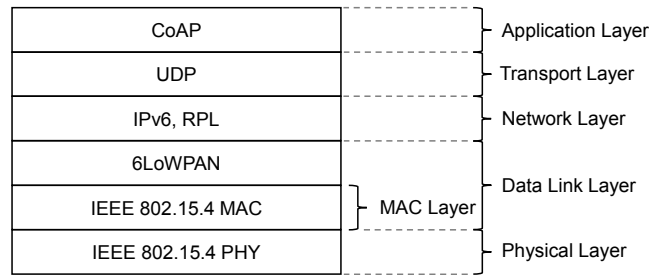 CoAP
Application Layer
UDP
Transport Layer
IPv6, RPL
Network Layer
6LoWPAN
Data Link Layer
IEEE 802.15.4 MAC
MAC Layer
IEEE 802.15.4 PHY
Physical Layer